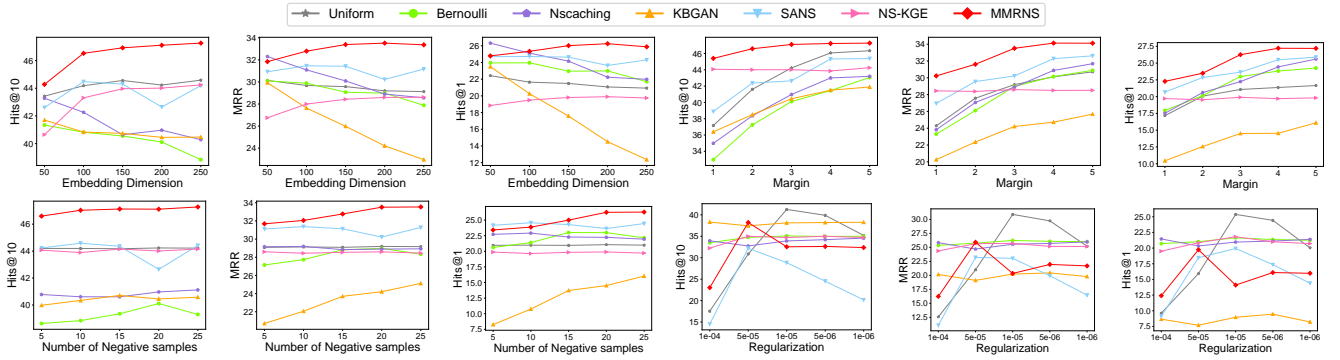 Uniform Bernoulli Nscaching KBGAN SANS NS-KGE MMRNS
Hits@10
46
44
42
40
50 100 150 200 250
Embedding Dimension
MRR
34
32
30
28
26
24
50 100 150 200 250
Embedding Dimension
Hits@1
26
24
22
20
18
16
14
12
50 100 150 200 250
Embedding Dimension
Hits@10
46
44
42
40
38
36
34
32
1 2 3 4 5
Margin
MRR
34
32
30
28
26
24
22
20
1 2 3 4 5
Margin
Hits@1
27.5
25.0
22.5
20.0
17.5
15.0
12.5
10.0
1 2 3 4 5
Margin
Hits@10
46
44
42
40
5 10 15 20 25
Number of Negative samples
MRR
34
32
30
28
26
24
22
5 10 15 20 25
Number of Negative samples
Hits@1
25.0
22.5
20.0
17.5
15.0
12.5
10.0
7.5
5 10 15 20 25
Number of Negative samples
Hits@10
40
35
30
25
20
15
1e-04 5e-05 1e-05 5e-06 1e-06
Regularization
MRR
30.0
27.5
25.0
22.5
20.0
17.5
15.0
12.5
1e-04 5e-05 1e-05 5e-06 1e-06
Regularization
Hits@1
25.0
22.5
20.0
17.5
15.0
12.5
10.0
7.5
1e-04 5e-05 1e-05 5e-06 1e-06
Regularization